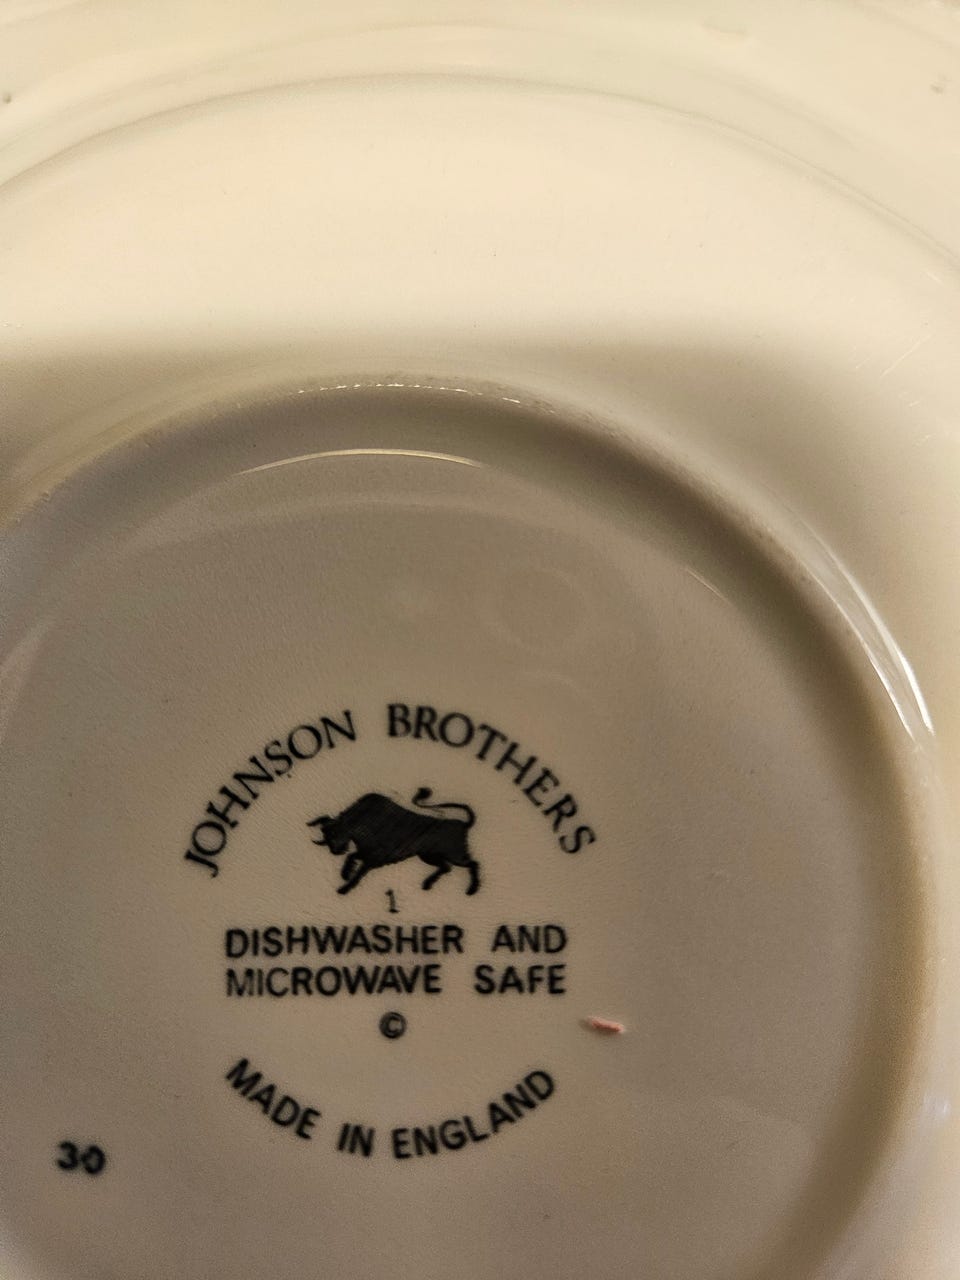 JOHNSON BROTHERS
1
DISHWASHER AND
MICROWAVE SAFE
©
MADE IN ENGLAND
30